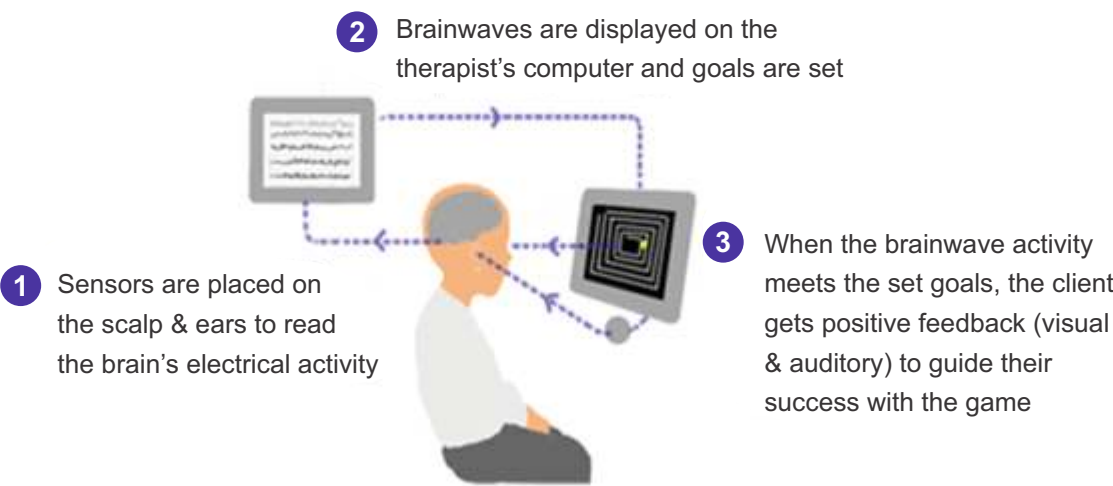 1
Sensors are placed on
the scalp & ears to read
the brain's electrical activity
2
Brainwaves are displayed on the
therapist's computer and goals are set
3
When the brainwave activity
meets the set goals, the client
gets positive feedback (visual
& auditory) to guide their
success with the game